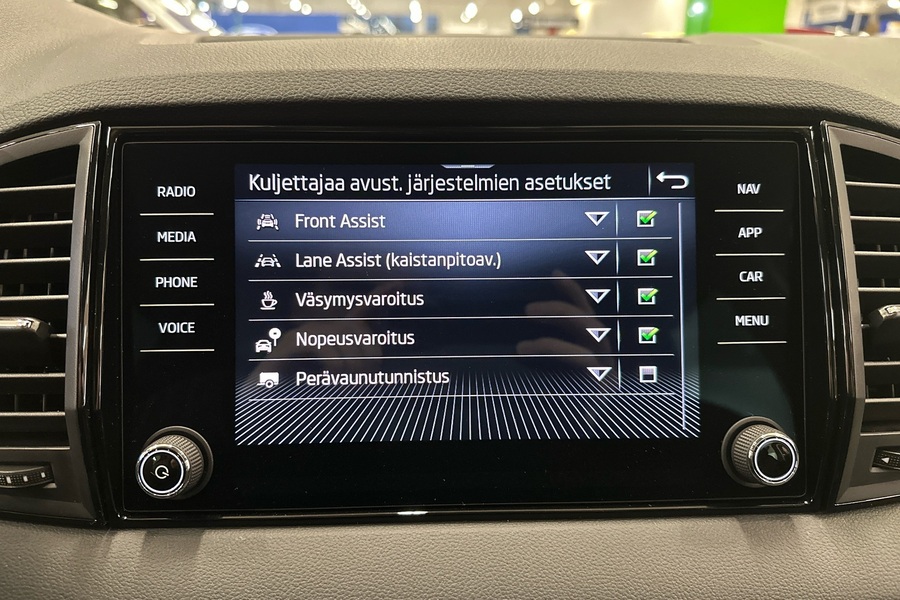 RADIO
MEDIA
PHONE
VOICE
Kuljettajaa avust. järjestelmien asetukset
Front Assist
Lane Assist (kaistanpitoav.)
Väsymysvaroitus
Nopeusvaroitus
Perävaunutunnistus
NAV
APP
CAR
MENU